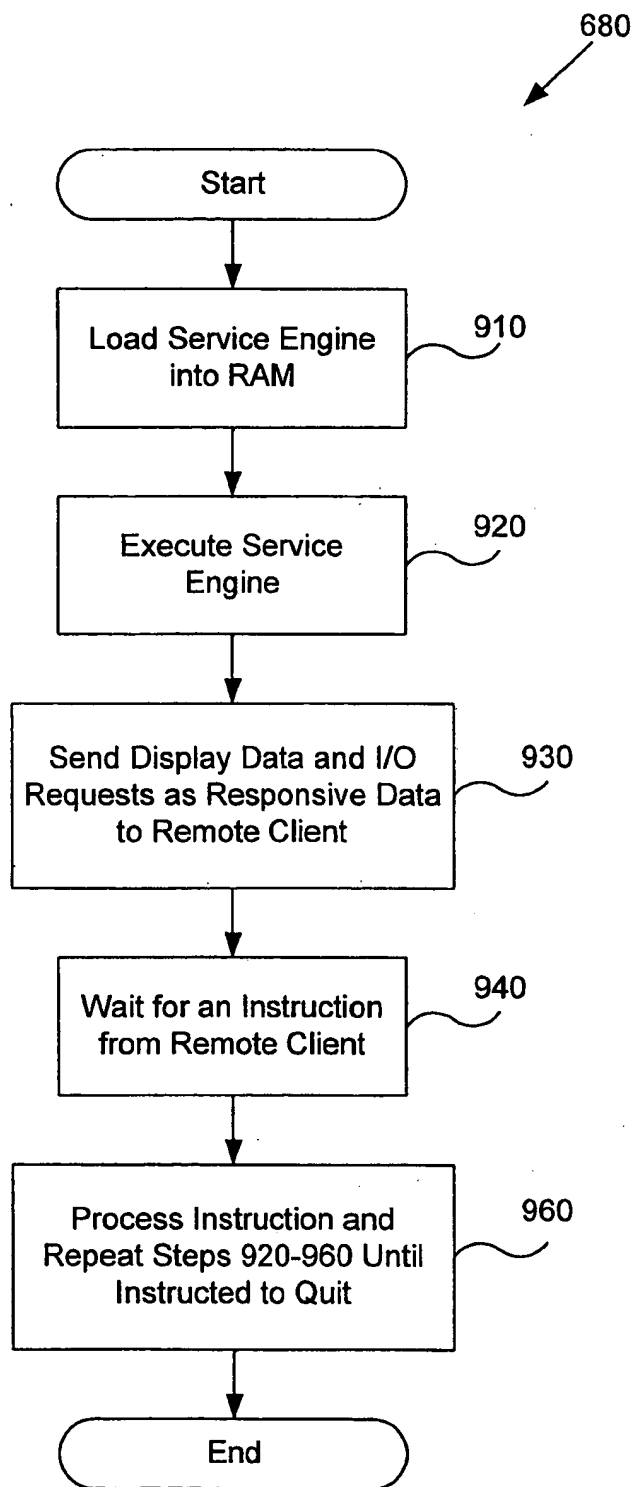 680
Start
Load Service Engine
into RAM
910
Execute Service
Engine
920
Send Display Data and I/O
Requests as Responsive Data
to Remote Client
930
Wait for an Instruction
from Remote Client
940
Process Instruction and
Repeat Steps 920-960 Until
Instructed to Quit
960
End